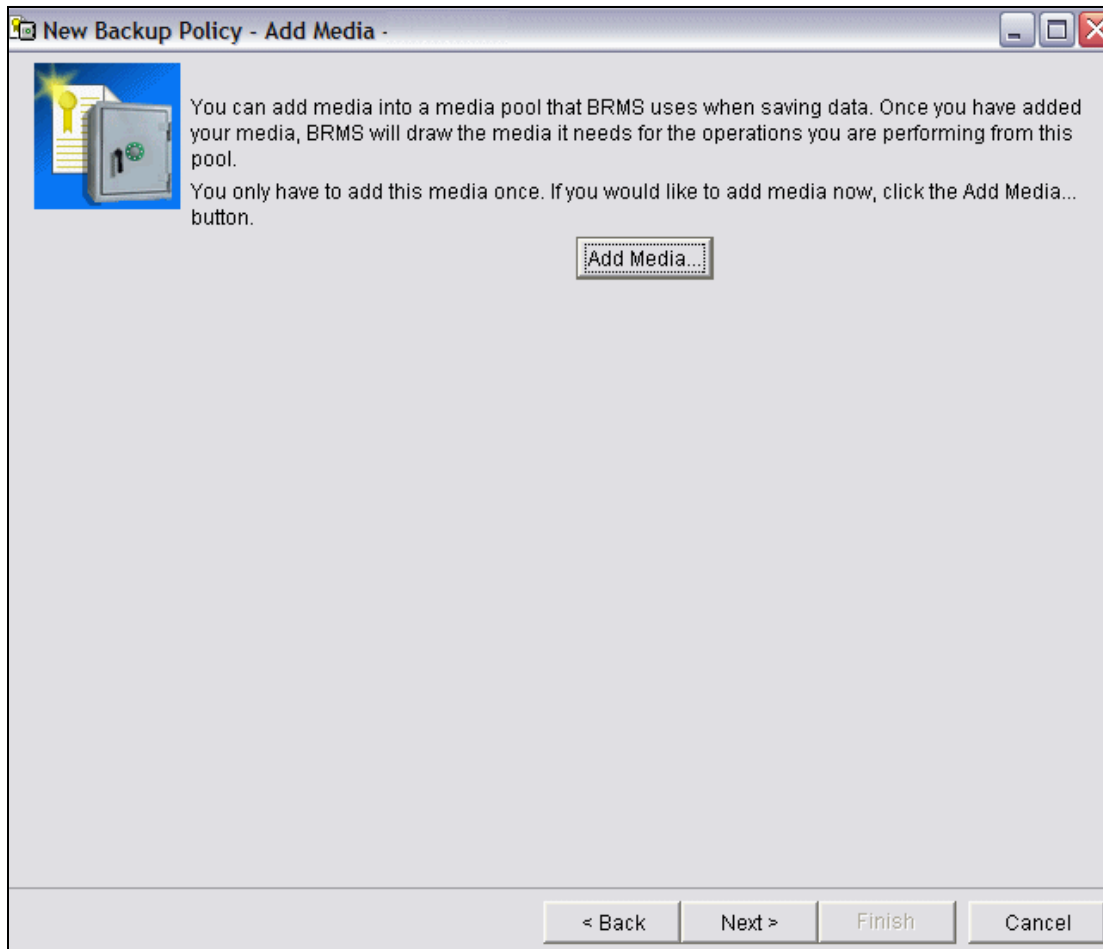 New Backup Policy - Add Media -
You can add media into a media pool that BRMS uses when saving data. Once you have added
your media, BRMS will draw the media it needs for the operations you are performing from this
pool.
You only have to add this media once. If you would like to add media now, click the Add Media...
button.
Add Media...
< Back Next > Finish Cancel